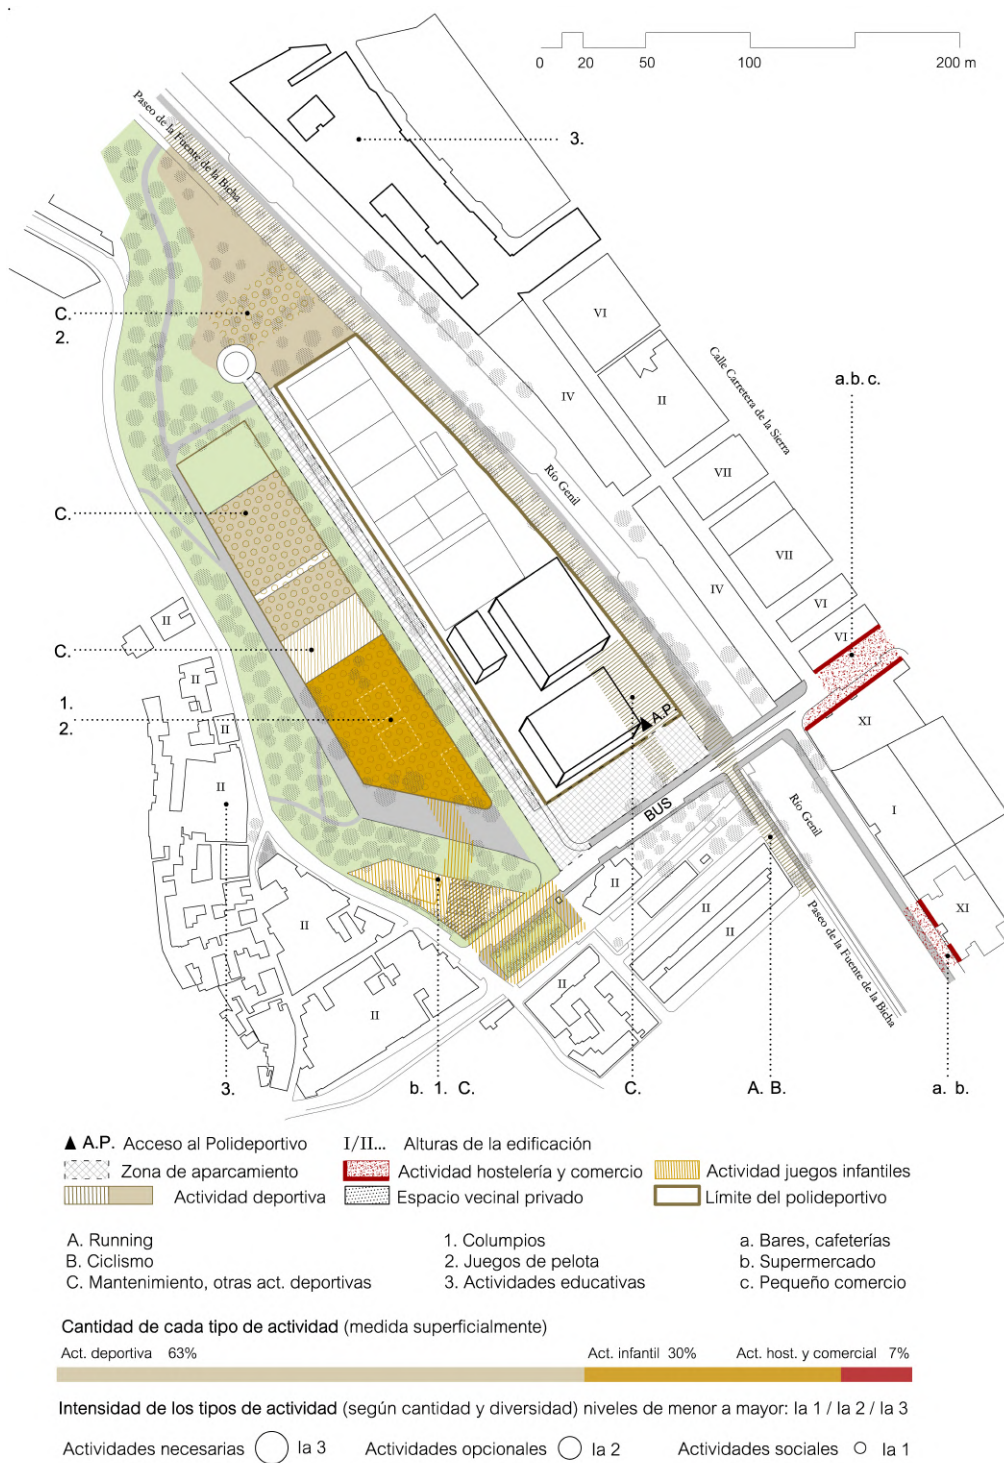 0 20 50 100 200 m
Paseo de la Fuente de la Bicha
3.
C.
2.
VI
II
IV
Calle Carretera de la Sierra
a.b. c.
VII
Río Genil
C.
VII
IV
VI
VI
II
C.
II
1.
2.
II
A.P.
XI
II
BUS
Río Genil
I
II
II
II
II
XI
Paseo de la Fuente de la Bicha
II
II
3.
b. 1. C.
C.
A. B.
a. b.
A.P. Acceso al Polideportivo
I/II... Alturas de la edificación
Zona de aparcamiento
Actividad hostelería y comercio
Actividad juegos infantiles
Actividad deportiva
Espacio vecinal privado
Límite del polideportivo
A. Running
B. Ciclismo
C. Mantenimiento, otras act. deportivas
1. Columpios
2. Juegos de pelota
3. Actividades educativas
a. Bares, cafeterías
b. Supermercado
c. Pequeño comercio
Cantidad de cada tipo de actividad (medida superficialmente)
Act. deportiva 63%
Act. infantil 30%
Act. host. y comercial 7%
Intensidad de los tipos de actividad (según cantidad y diversidad) niveles de menor a mayor: Ia 1 / Ia 2 / Ia 3
Actividades necesarias Ia 3
Actividades opcionales Ia 2
Actividades sociales Ia 1